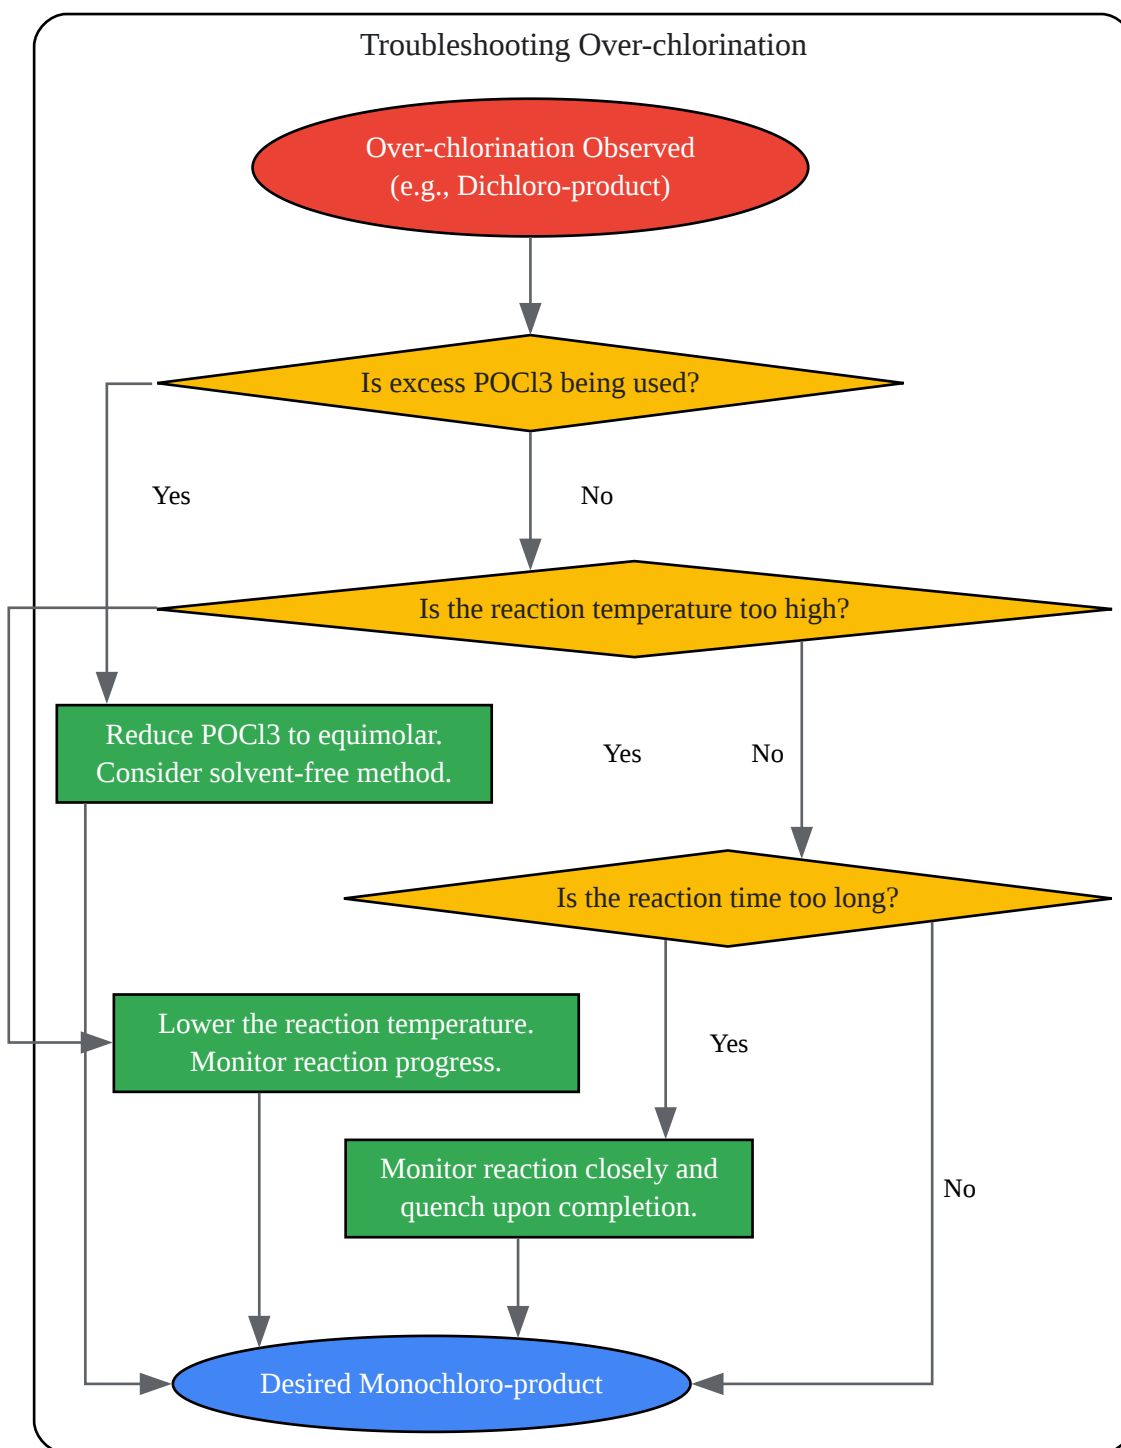 Troubleshooting Over-chlorination
Over-chlorination Observed
(e.g., Dichloro-product)
Is excess POCl3 being used?
Yes
No
Is the reaction temperature too high?
Reduce POCl3 to equimolar.
Consider solvent-free method.
Yes
No
Is the reaction time too long?
Lower the reaction temperature.
Monitor reaction progress.
Yes
Monitor reaction closely and
quench upon completion.
No
Desired Monochloro-product